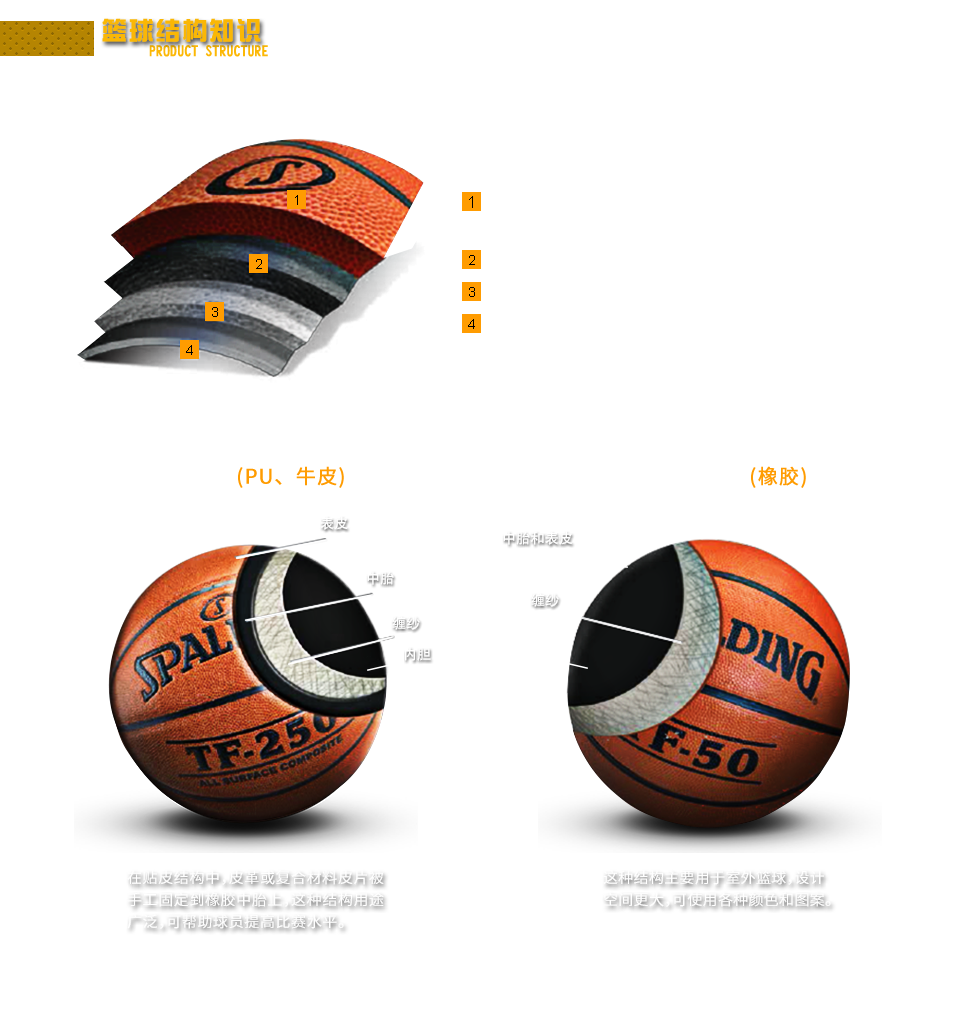 篮球结构知识
PRODUCT STRUCTURE
S
1
2
3
4
1
2
3
4
(PU、牛皮)
(橡胶)
表皮
中胎
缠纱
内胆
中胎和表皮
缠纱
S
SPAL
TF-250
ALL SURFACE COMPOSITE
LDING
TF-50
在贴皮结构中,皮革或复合材料皮片被
手工固定到橡胶中胎上,这种结构用途
广泛,可帮助球员提高比赛水平。
这种结构主要用于室外篮球,设计
空间更大,可使用各种颜色和图案。